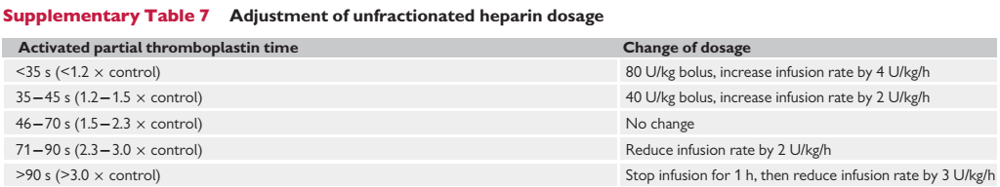 Supplementary Table 7 Adjustment of unfractionated heparin dosage
Activated partial thromboplastin time Change of dosage
<35 s (<1.2 × control) 80 U/kg bolus, increase infusion rate by 4 U/kg/h
35–45 s (1.2–1.5 × control) 40 U/kg bolus, increase infusion rate by 2 U/kg/h
46–70 s (1.5–2.3 × control) No change
71–90 s (2.3–3.0 × control) Reduce infusion rate by 2 U/kg/h
>90 s (>3.0 × control) Stop infusion for 1 h, then reduce infusion rate by 3 U/kg/h